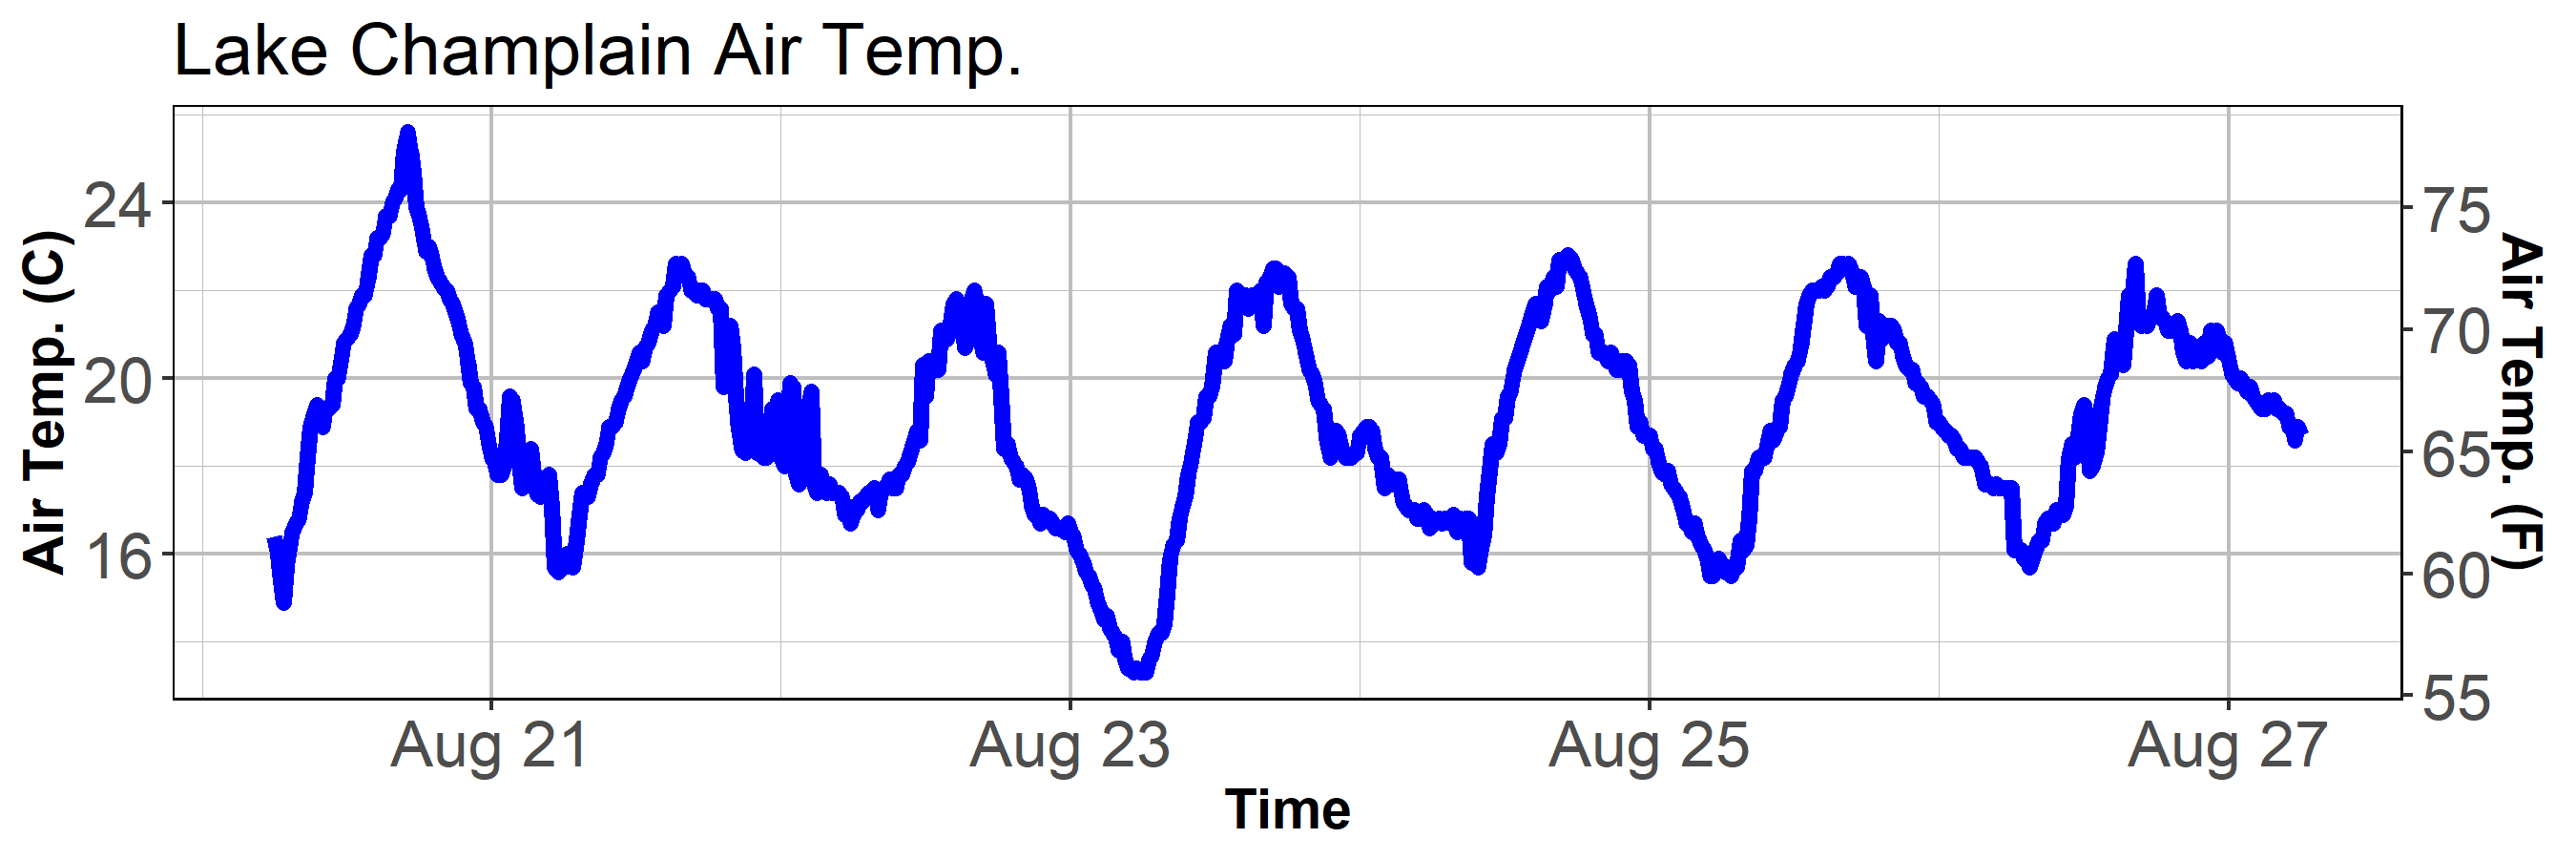 Lake Champlain Air Temp.
Air Temp. (C)
24
20
16
75
70
65
60
55
Air Temp. (F)
Aug 21
Aug 23
Aug 25
Aug 27
Time